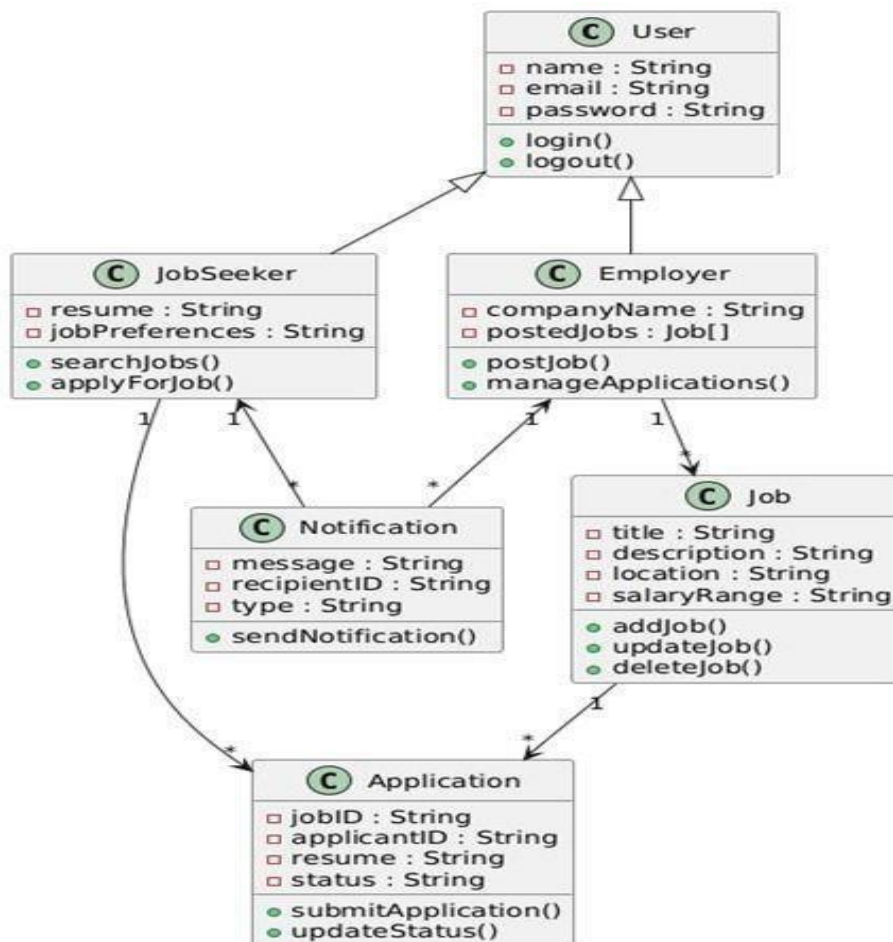 C User
name : String
email : String
password : String
login()
logout()
C JobSeeker
resume : String
jobPreferences : String
searchJobs()
applyForJob()
C Employer
companyName : String
postedJobs : Job[]
postJob()
manageApplications()
1
1
1
1
*
*
*
C Notification
message : String
recipientID : String
type : String
sendNotification()
C Job
title : String
description : String
location : String
salaryRange : String
addJob()
updateJob()
deleteJob()
1
*
*
C Application
jobID : String
applicantID : String
resume : String
status : String
submitApplication()
updateStatus()